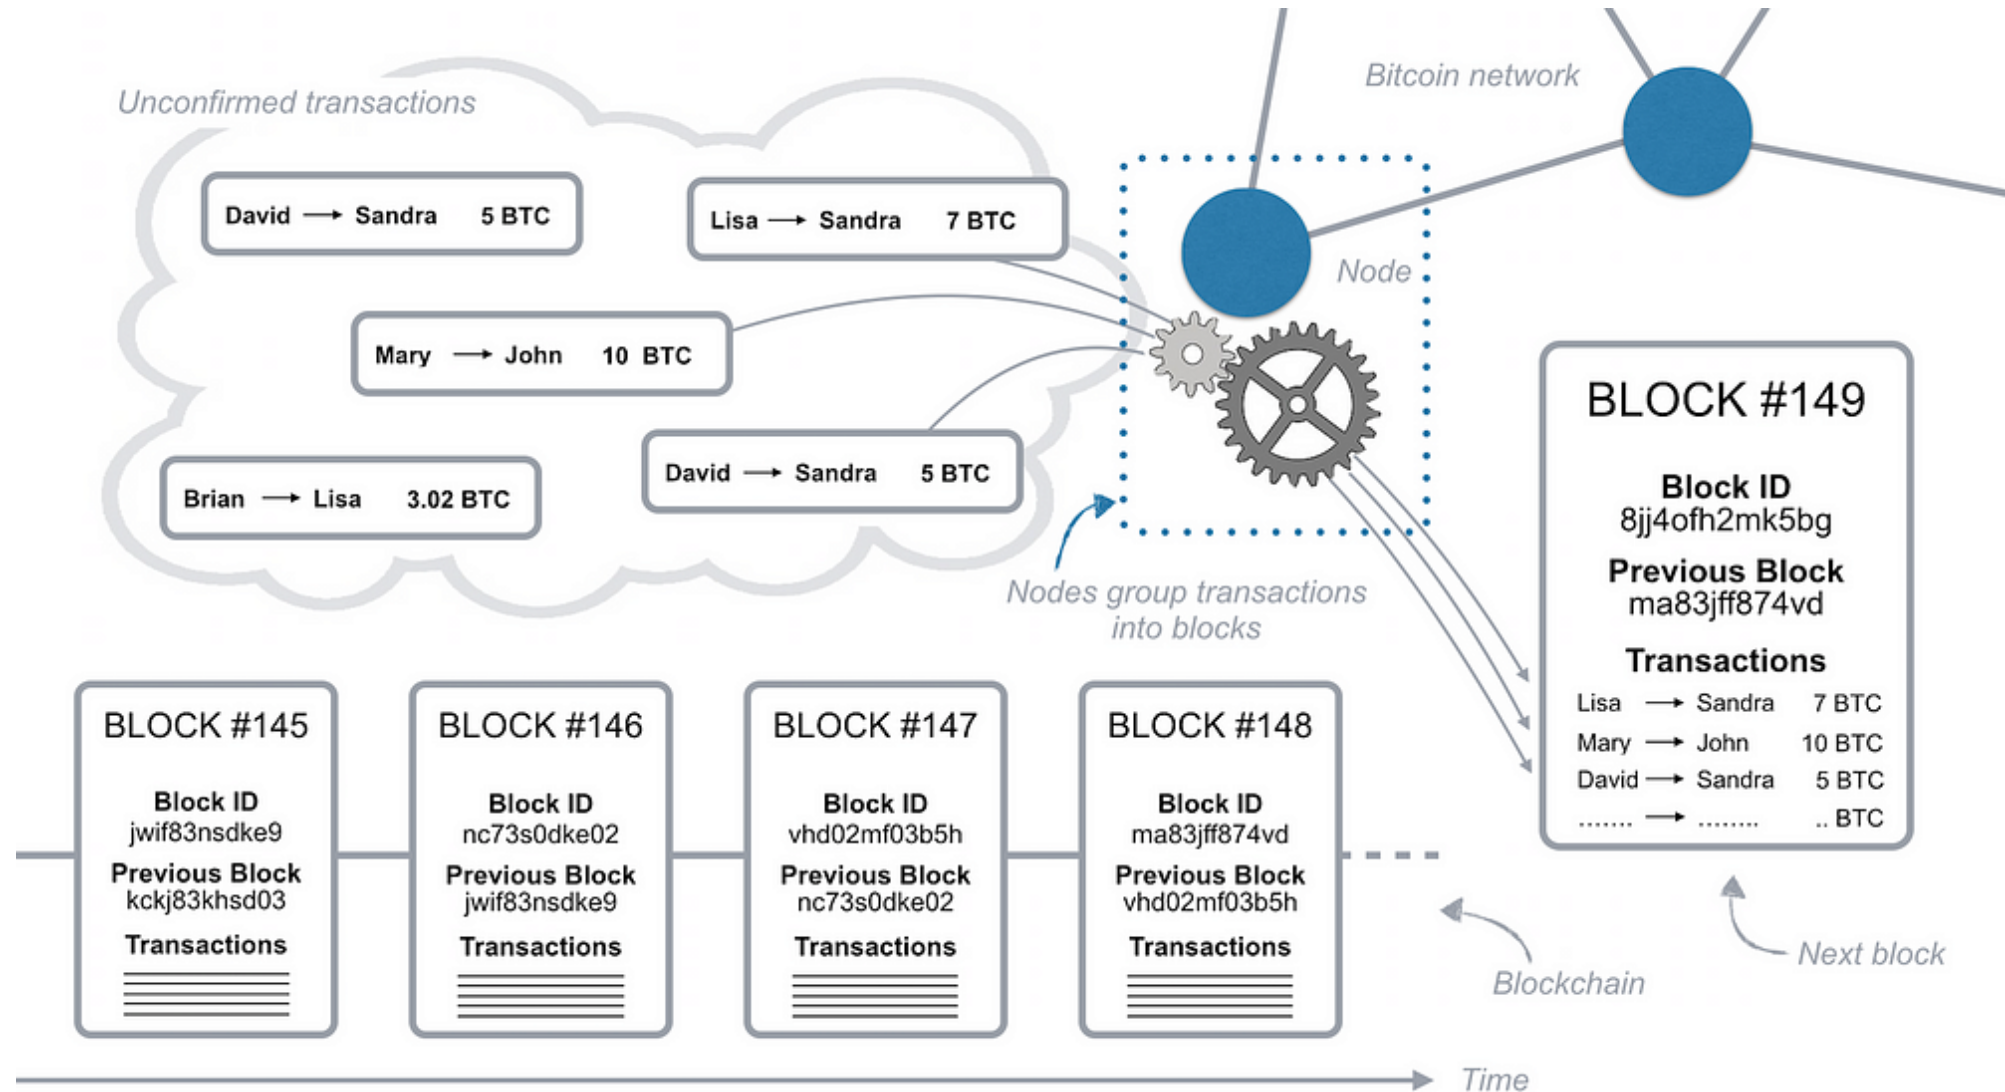 Unconfirmed transactions
Bitcoin network
David → Sandra 5 BTC
Lisa → Sandra 7 BTC
Node
Mary → John 10 BTC
David → Sandra 5 BTC
Brian → Lisa 3.02 BTC
Nodes group transactions
into blocks
BLOCK #149
Block ID
8jj4ofh2mk5bg
Previous Block
ma83jff874vd
Transactions
Lisa → Sandra 7 BTC
Mary → John 10 BTC
David → Sandra 5 BTC
....... → ........ .. BTC
BLOCK #145
Block ID
jwif83nsdke9
Previous Block
kckj83khsd03
Transactions
BLOCK #146
Block ID
nc73s0dke02
Previous Block
jwif83nsdke9
Transactions
BLOCK #147
Block ID
vhd02mf03b5h
Previous Block
nc73s0dke02
Transactions
BLOCK #148
Block ID
ma83jff874vd
Previous Block
vhd02mf03b5h
Transactions
Blockchain
Next block
Time